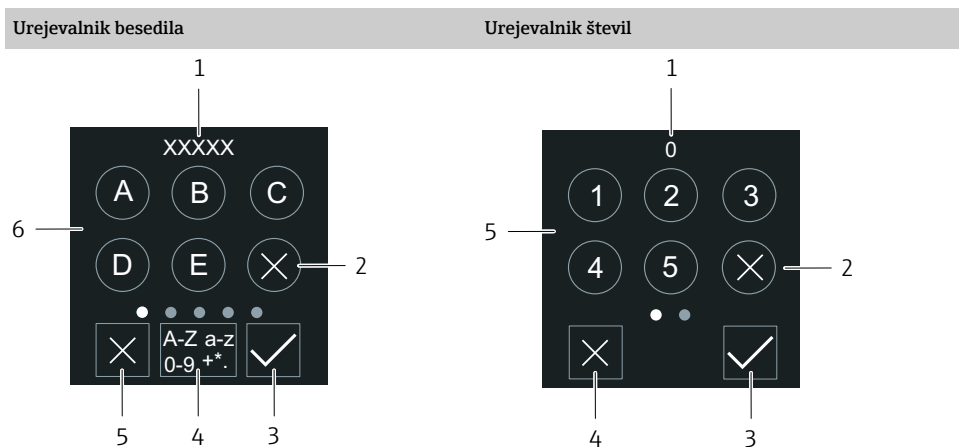 Urejevalnik besedila
Urejevalnik števil
1
XXXXX
A B C
6
D E
2
A-Z a-z
0-9 +*.
5 4 3
1
0
1 2 3
5
4 5
2
4 3